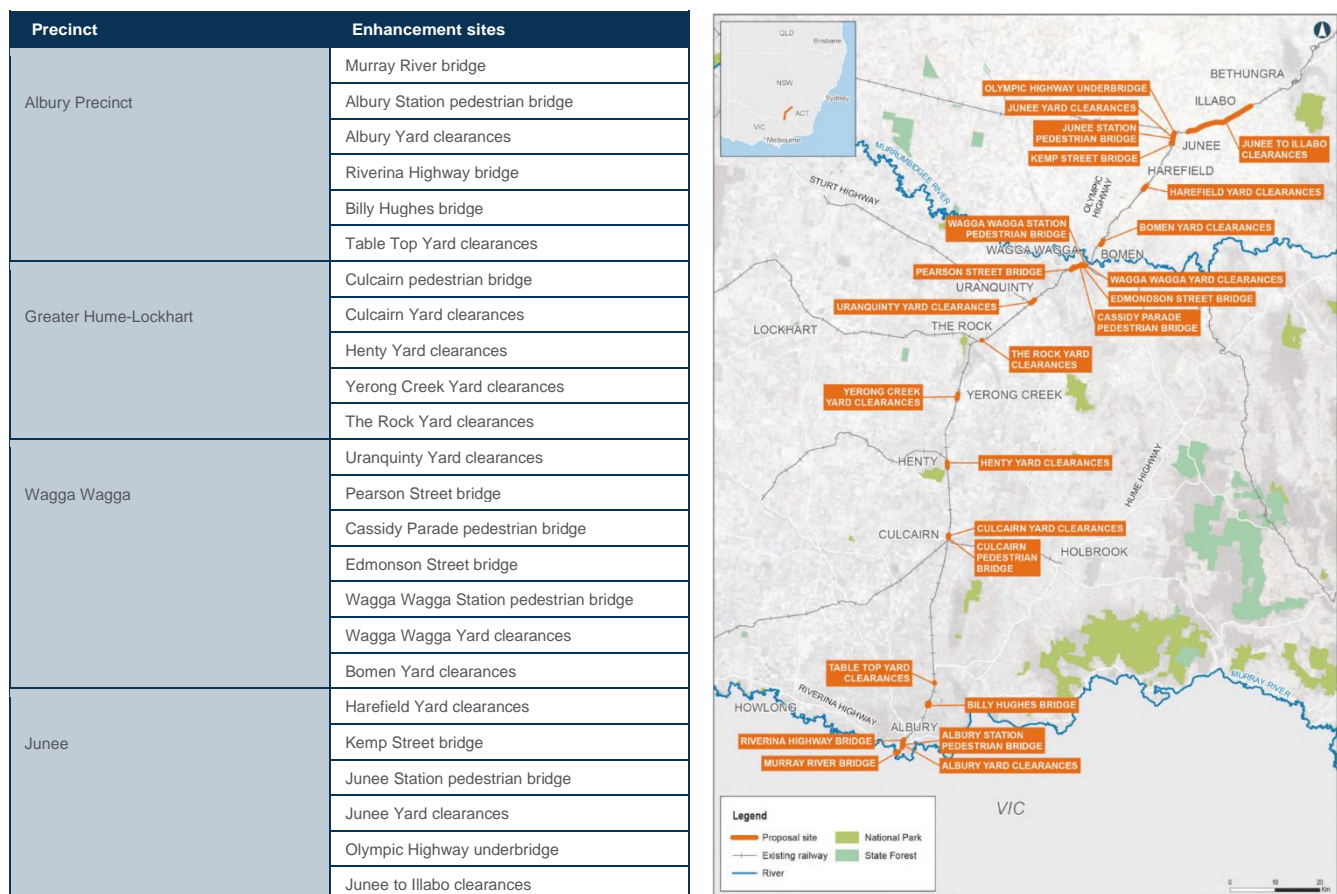 Precinct Enhancement sites
Albury Precinct
Murray River bridge
Albury Station pedestrian bridge
Albury Yard clearances
Riverina Highway bridge
Billy Hughes bridge
Table Top Yard clearances
Greater Hume-Lockhart
Culcairn pedestrian bridge
Culcairn Yard clearances
Henty Yard clearances
Yerong Creek Yard clearances
The Rock Yard clearances
Wagga Wagga
Uranquinty Yard clearances
Pearson Street bridge
Cassidy Parade pedestrian bridge
Edmonson Street bridge
Wagga Wagga Station pedestrian bridge
Wagga Wagga Yard clearances
Bomen Yard clearances
Junee
Harefield Yard clearances
Kemp Street bridge
Junee Station pedestrian bridge
Junee Yard clearances
Olympic Highway underbridge
Junee to Illabo clearances
QLD
Brisbane
NSW
Sydney
ACT
VIC
Melbourne
BETHUNGRA
OLYMPIC HIGHWAY UNDERBRIDGE
ILLABO
JUNEE YARD CLEARANCES
JUNEE STATION
PEDESTRIAN BRIDGE
JUNEE
JUNEE TO ILLABO
CLEARANCES
KEMP STREET BRIDGE
MURRUMBIDGEE RIVER
HAREFIELD
STURT HIGHWAY
OLYMPIC
HIGHWAY
HAREFIELD YARD CLEARANCES
WAGGA WAGGA STATION
PEDESTRIAN BRIDGE
BOMEN YARD CLEARANCES
WAGGA WAGGA
BOMEN
PEARSON STREET BRIDGE
WAGGA WAGGA YARD CLEARANCES
URANQUINTY
EDMONDSON STREET BRIDGE
URANQUINTY YARD CLEARANCES
CASSIDY PARADE
PEDESTRIAN BRIDGE
LOCKHART
THE ROCK
THE ROCK YARD
CLEARANCES
YERONG CREEK
YARD CLEARANCES
YERONG CREEK
HENTY
HENTY YARD CLEARANCES
HUME HIGHWAY
CULCAIRN
CULCAIRN YARD CLEARANCES
CULCAIRN
PEDESTRIAN
BRIDGE
HOLBROOK
TABLE TOP YARD
CLEARANCES
MURRAY RIVER
HOWLONG
RIVERINA HIGHWAY
BILLY HUGHES BRIDGE
ALBURY
RIVERINA HIGHWAY BRIDGE
ALBURY STATION
PEDESTRIAN BRIDGE
MURRAY RIVER BRIDGE
ALBURY YARD CLEARANCES
VIC
Legend
Proposal site
National Park
Existing railway
State Forest
River
0 10 20
Km